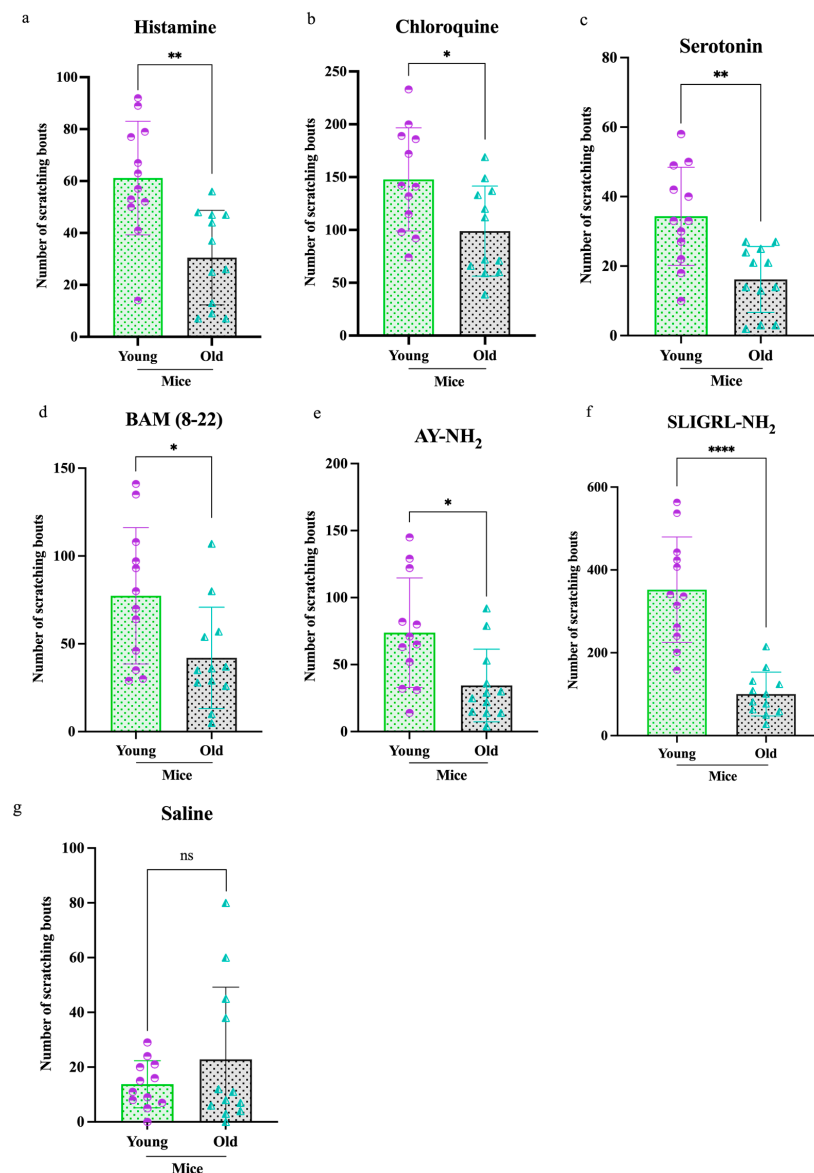 a
Histamine
**
Number of scratching bouts
100
80
60
40
20
0
Young
Old
Mice
b
Chloroquine
*
Number of scratching bouts
250
200
150
100
50
0
Young
Old
Mice
c
Serotonin
**
Number of scratching bouts
80
60
40
20
0
Young
Old
Mice
d
BAM (8-22)
*
Number of scratching bouts
150
100
50
0
Young
Old
Mice
e
AY-NH₂
*
Number of scratching bouts
200
150
100
50
0
Young
Old
Mice
f
SLIGRL-NH₂
****
Number of scratching bouts
600
400
200
0
Young
Old
Mice
g
Saline
ns
Number of scratching bouts
100
80
60
40
20
0
Young
Old
Mice